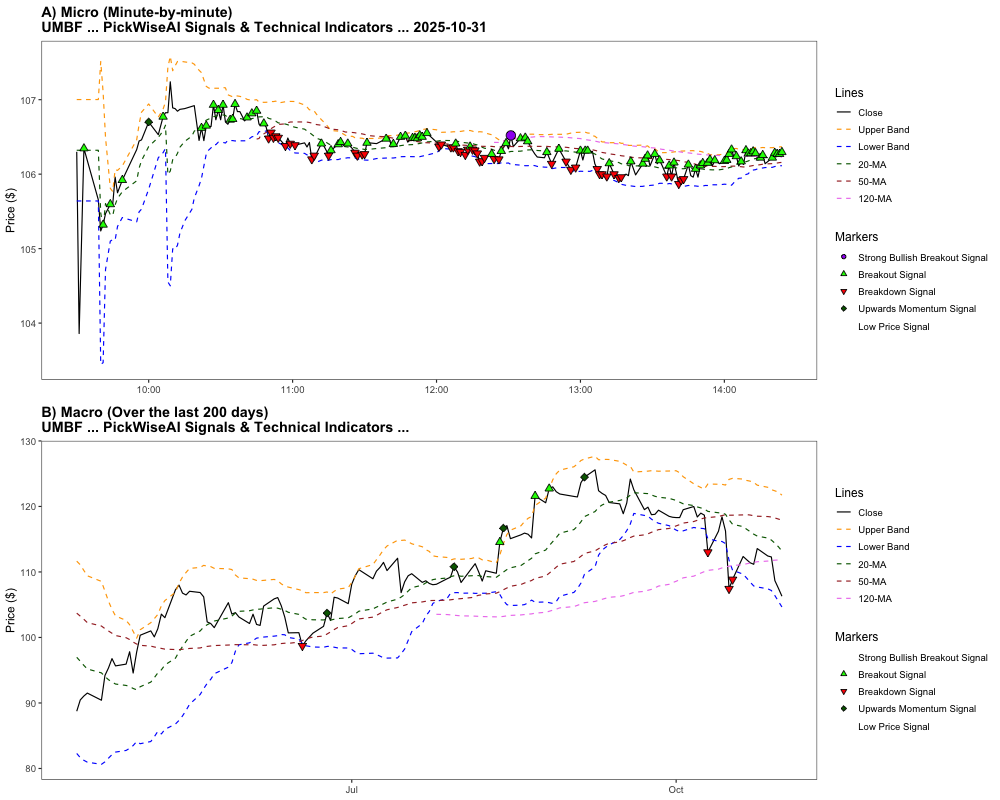 A) Micro (Minute-by-minute)
UMBF ... PickWiseAI Signals & Technical Indicators ... 2025-10-31
Price ($)
107
106
105
104
10:00
11:00
12:00
13:00
14:00
Lines
Close
Upper Band
Lower Band
20-MA
50-MA
120-MA
Markers
Strong Bullish Breakout Signal
Breakout Signal
Breakdown Signal
Upwards Momentum Signal
Low Price Signal
B) Macro (Over the last 200 days)
UMBF ... PickWiseAI Signals & Technical Indicators ...
Price ($)
130
120
110
100
90
80
Jul
Oct
Lines
Close
Upper Band
Lower Band
20-MA
50-MA
120-MA
Markers
Strong Bullish Breakout Signal
Breakout Signal
Breakdown Signal
Upwards Momentum Signal
Low Price Signal